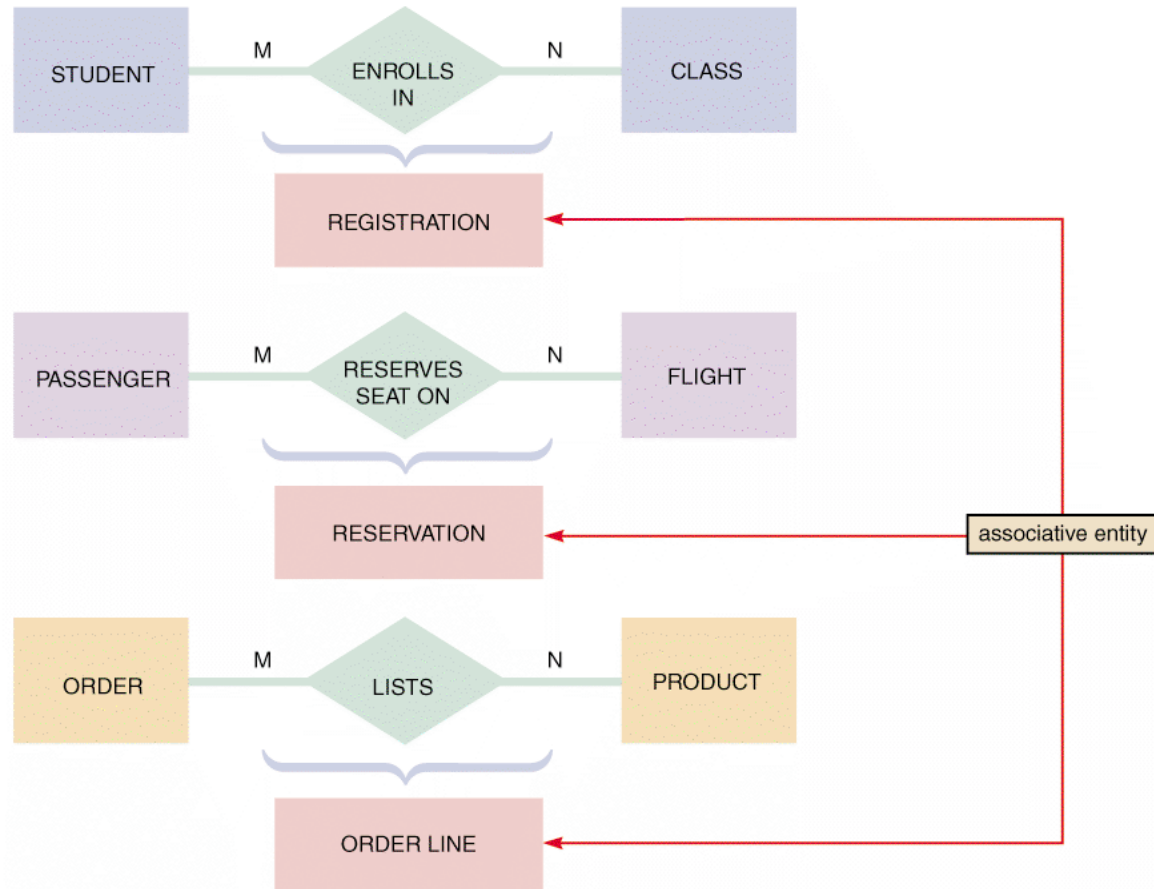 M
N
STUDENT
ENROLLS
IN
CLASS
REGISTRATION
M
N
PASSENGER
RESERVES
SEAT ON
FLIGHT
RESERVATION
associative entity
M
N
ORDER
LISTS
PRODUCT
ORDER LINE